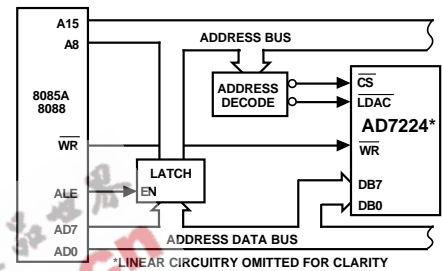 A15
A8
8085A
8088
WR
ALE
AD7
AD0
ADDRESS BUS
ADDRESS
DECODE
LATCH
EN
CS
LDAC
AD7224*
WR
DB7
DB0
ADDRESS DATA BUS
*LINEAR CIRCUITRY OMITTED FOR CLARITY